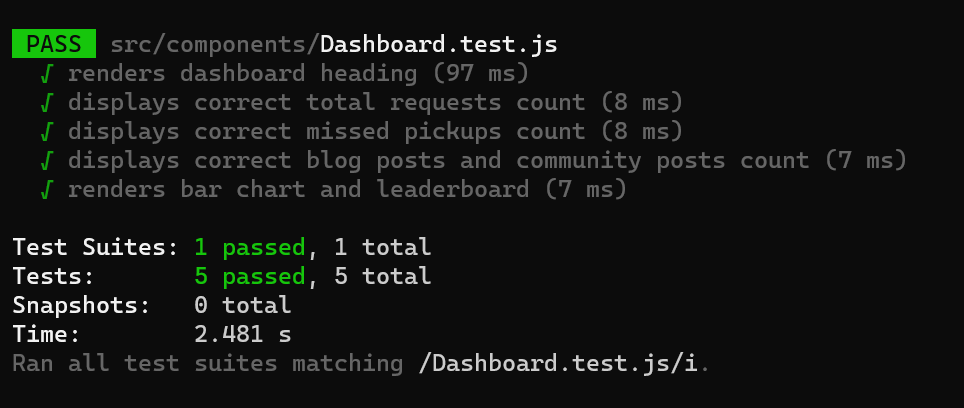 PASS src/components/Dashboard.test.js
√ renders dashboard heading (97 ms)
√ displays correct total requests count (8 ms)
√ displays correct missed pickups count (8 ms)
√ displays correct blog posts and community posts count (7 ms)
√ renders bar chart and leaderboard (7 ms)
Test Suites: 1 passed, 1 total
Tests: 5 passed, 5 total
Snapshots: 0 total
Time: 2.481 s
Ran all test suites matching /Dashboard.test.js/i.